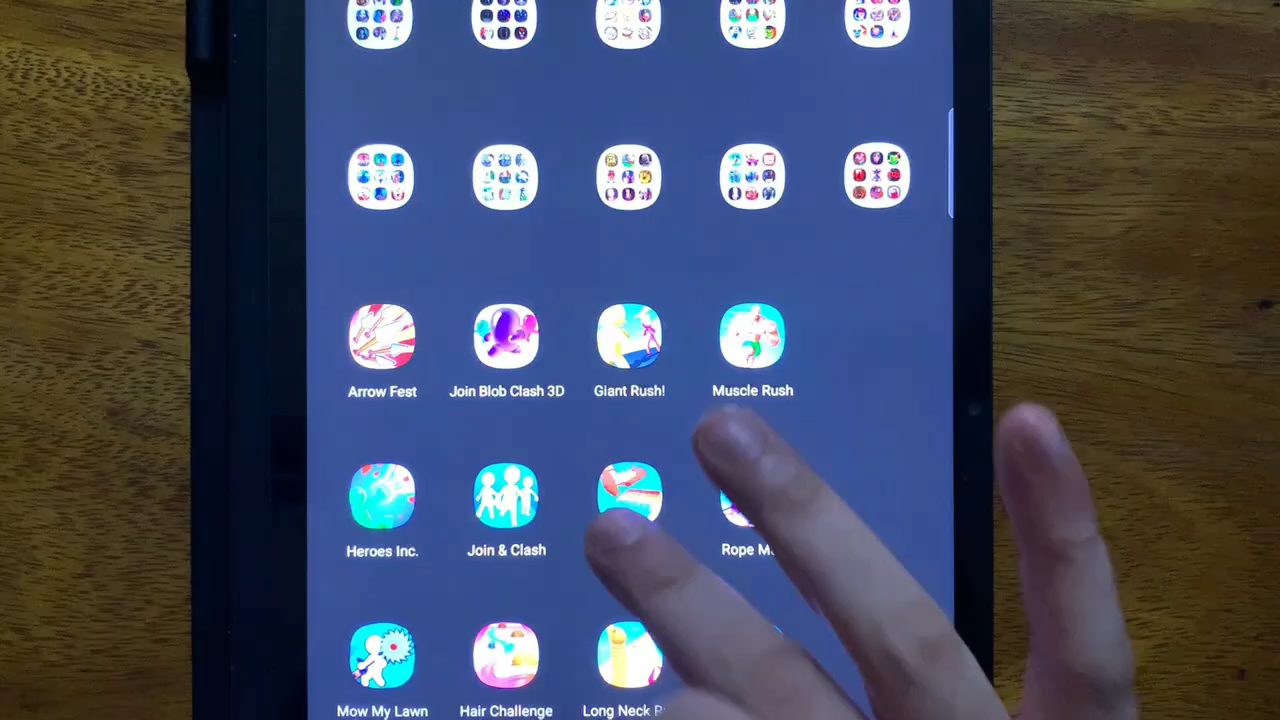 Arrow Fest
Join Blob Clash 3D
Giant Rush!
Muscle Rush
Heroes Inc.
Join & Clash
Rope
Mow My Lawn
Hair Challenge
Long Neck